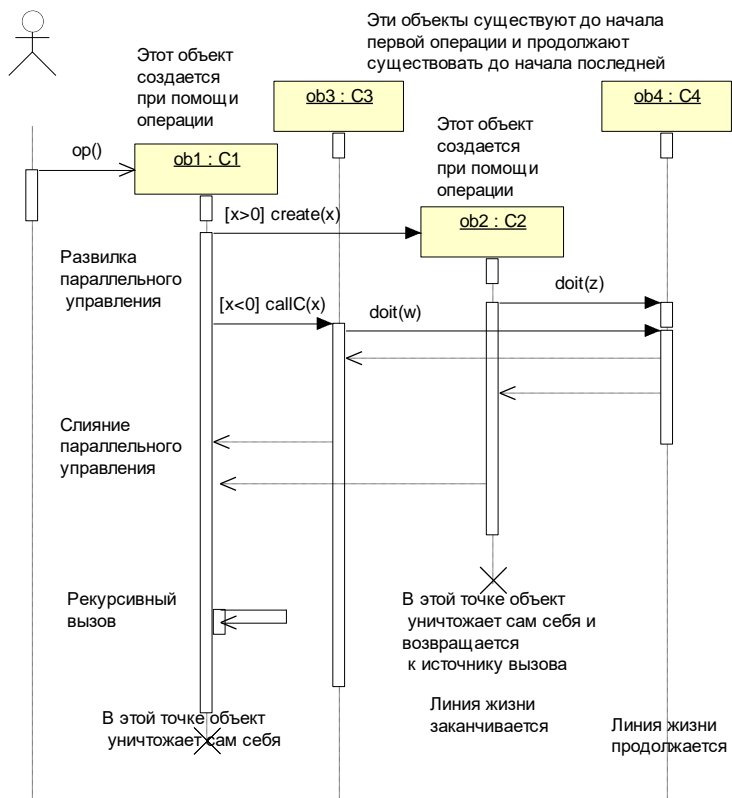 Эти объекты существуют до начала
первой операции и продолжают
существовать до начала последней
Этот объект
создается
при помощи
операции
ob3 : C3
ob4 : C4
Этот объект
создается
при помощи
операции
op()
ob1 : C1
[x>0] create(x)
ob2 : C2
Развилка
параллельного
управления
doit(z)
[x<0] callC(x)
doit(w)
Слияние
параллельного
управления
Рекурсивный
вызов
В этой точке объект
уничтожает сам себя и
возвращается
к источнику вызова
Линия жизни
заканчивается
В этой точке объект
уничтожает сам себя
Линия жизни
продолжается